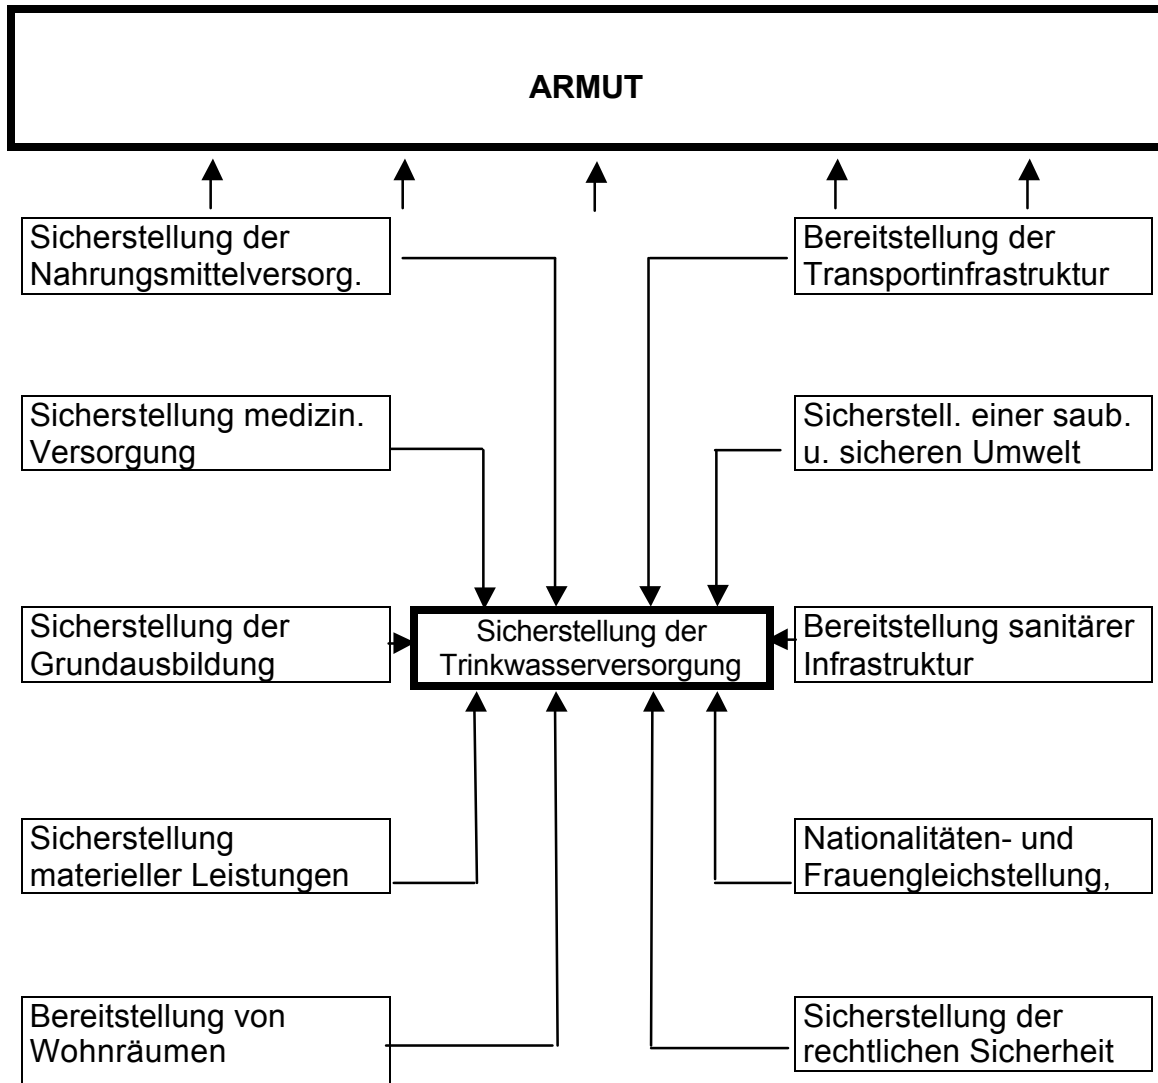 ARMUT
Sicherstellung der
Nahrungsmittelversorg.
Bereitstellung der
Transportinfrastruktur
Sicherstellung medizin.
Versorgung
Sicherstell. einer saub.
u. sicheren Umwelt
Sicherstellung der
Grundausbildung
Sicherstellung der
Trinkwasserversorgung
Bereitstellung sanitärer
Infrastruktur
Sicherstellung
materieller Leistungen
Nationalitäten- und
Frauengleichstellung,
Bereitstellung von
Wohnräumen
Sicherstellung der
rechtlichen Sicherheit